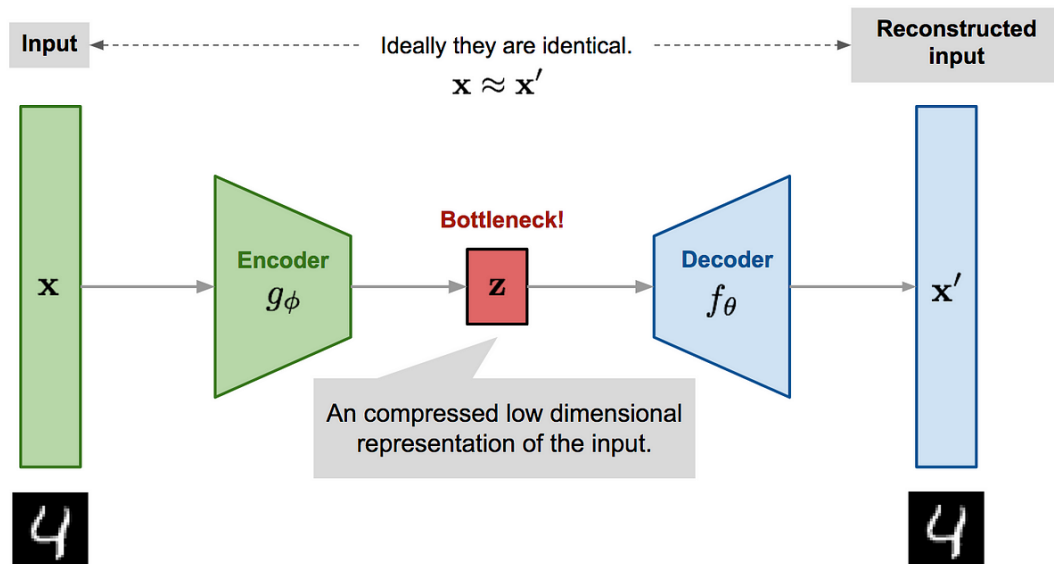 Input
Ideally they are identical.
x ≈ x′
Reconstructed
input
x
Encoder
gϕ
Bottleneck!
z
Decoder
fθ
x′
An compressed low dimensional
representation of the input.
4
4